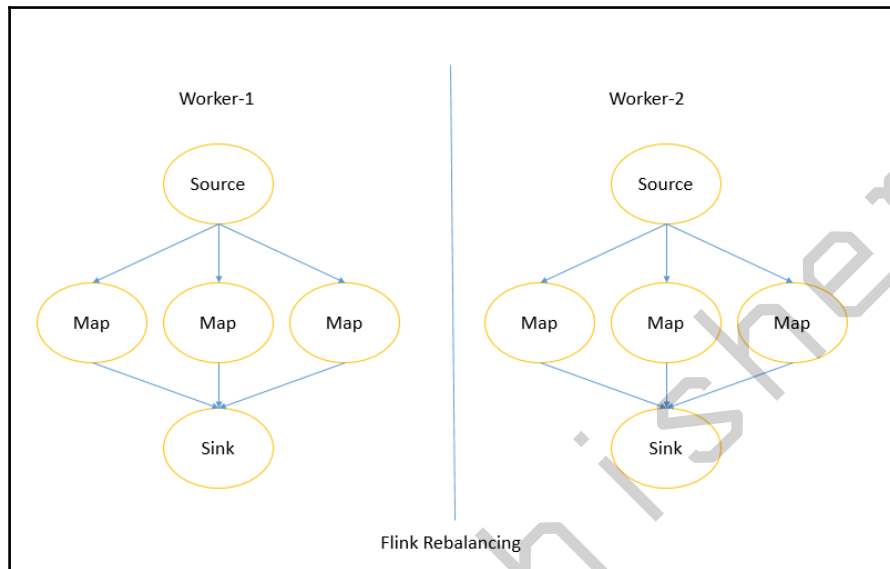 Worker-1
Worker-2
Source
Source
Map Map Map
Map Map Map
Sink
Sink
Flink Rebalancing